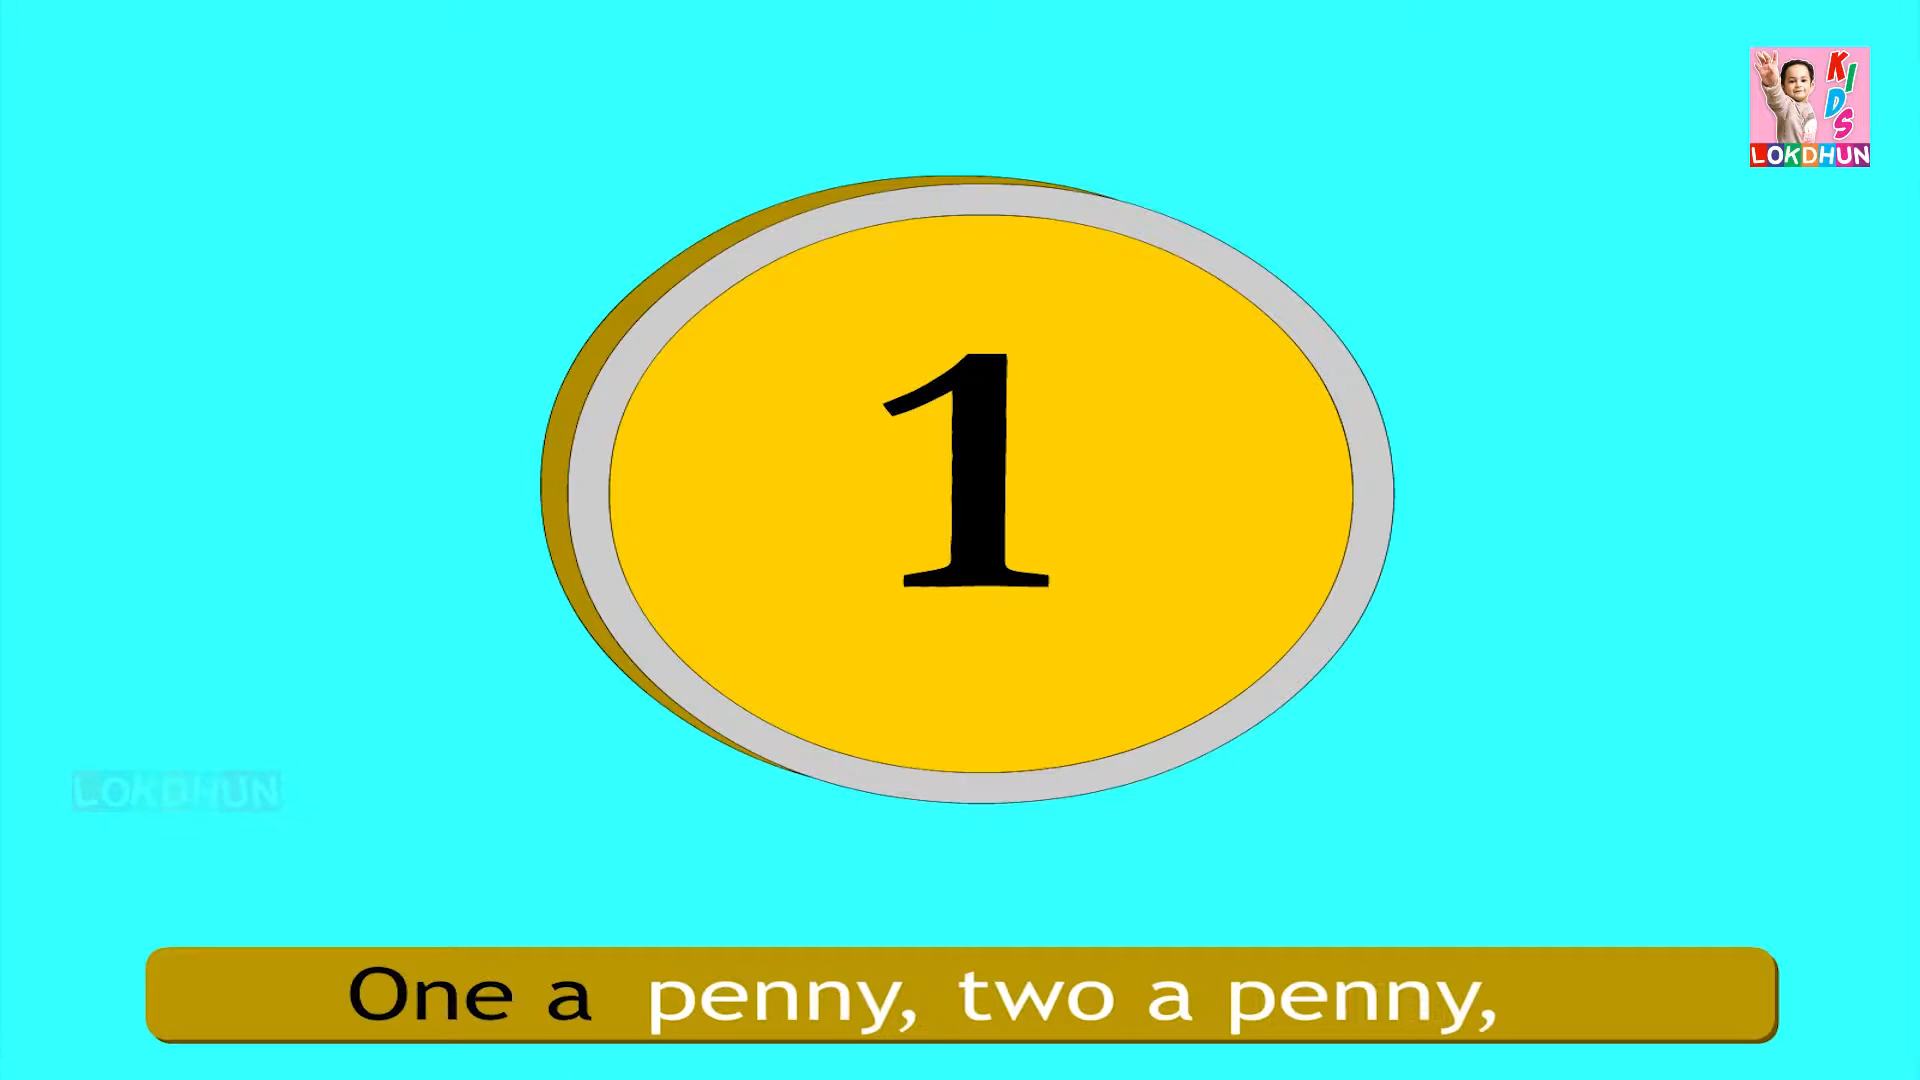 KIDS
LOKDHUN
1
LOKDHUN
One a penny, two a penny,